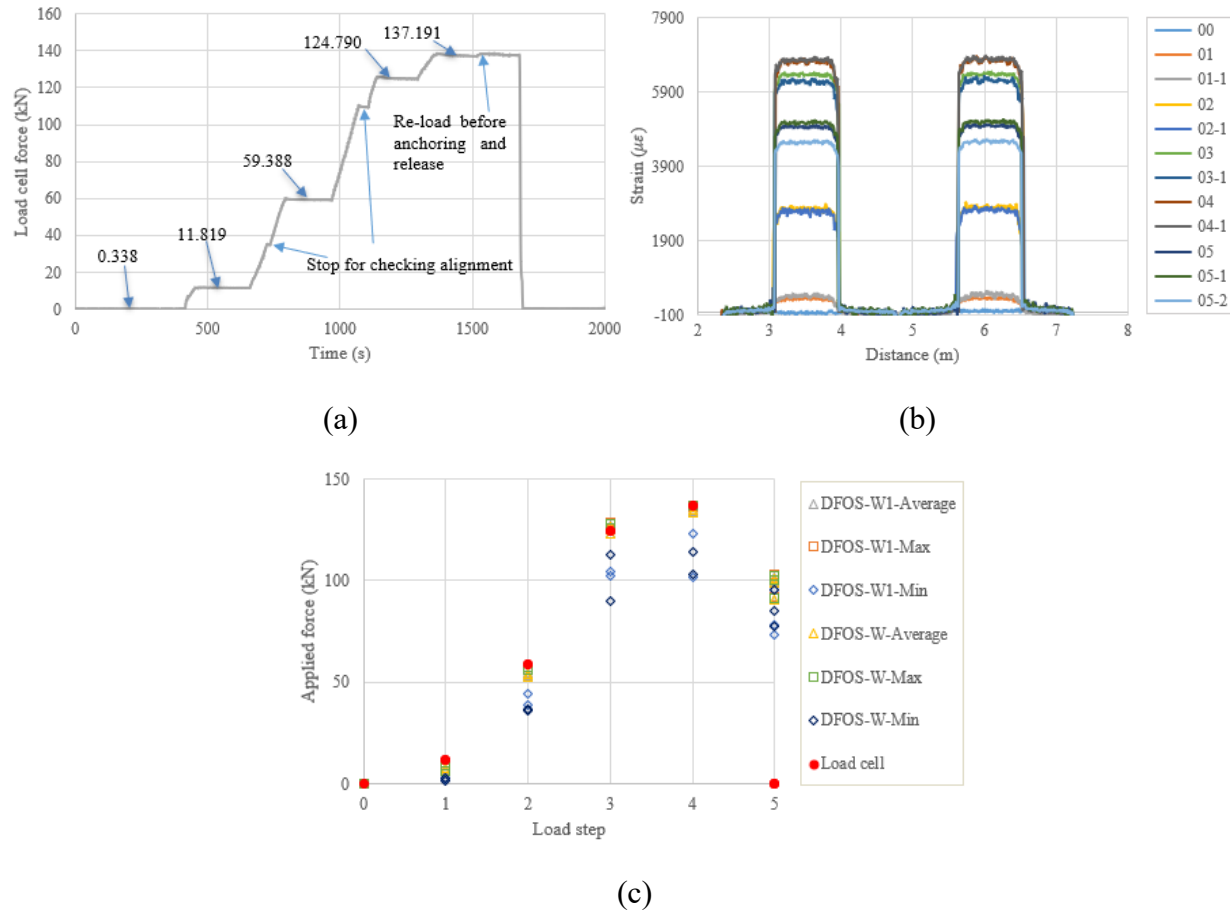 140
160
120
100
80
60
40
20
0
Load cell force (kN)
0.338
11.819
59.388
124.790
137.191
Re-load before
anchoring and
release
Stop for checking alignment
0 500 1000 1500 2000
Time (s)
(a)
7900
5900
3900
1900
-100
Strain (με)
2 3 4 5 6 7 8
Distance (m)
00
01
01-1
02
02-1
03
03-1
04
04-1
05
05-1
05-2
(b)
150
100
50
0
Applied force (kN)
0 1 2 3 4 5
Load step
DFOS-W1-Average
DFOS-W1-Max
DFOS-W1-Min
DFOS-W-Average
DFOS-W-Max
DFOS-W-Min
Load cell
(c)